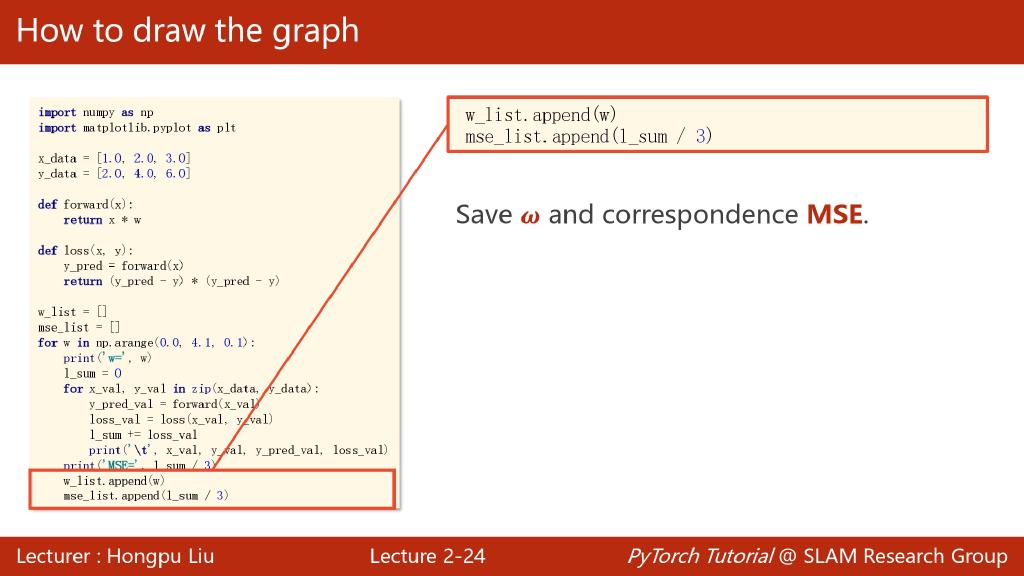 How to draw the graph
import numpy as np
import matplotlib.pyplot as plt
x_data = [1.0, 2.0, 3.0]
y_data = [2.0, 4.0, 6.0]
def forward(x):
    return x * w
def loss(x, y):
    y_pred = forward(x)
    return (y_pred - y) * (y_pred - y)
w_list = []
mse_list = []
for w in np.arange(0.0, 4.1, 0.1):
    print('w=', w)
    l_sum = 0
    for x_val, y_val in zip(x_data, y_data):
        y_pred_val = forward(x_val)
        loss_val = loss(x_val, y_val)
        l_sum += loss_val
        print('\t', x_val, y_val, y_pred_val, loss_val)
    print('MSE=', l_sum / 3)
    w_list.append(w)
    mse_list.append(l_sum / 3)
w_list.append(w)
mse_list.append(l_sum / 3)
Save ω and correspondence MSE.
Lecturer : Hongpu Liu
Lecture 2-24
PyTorch Tutorial @ SLAM Research Group